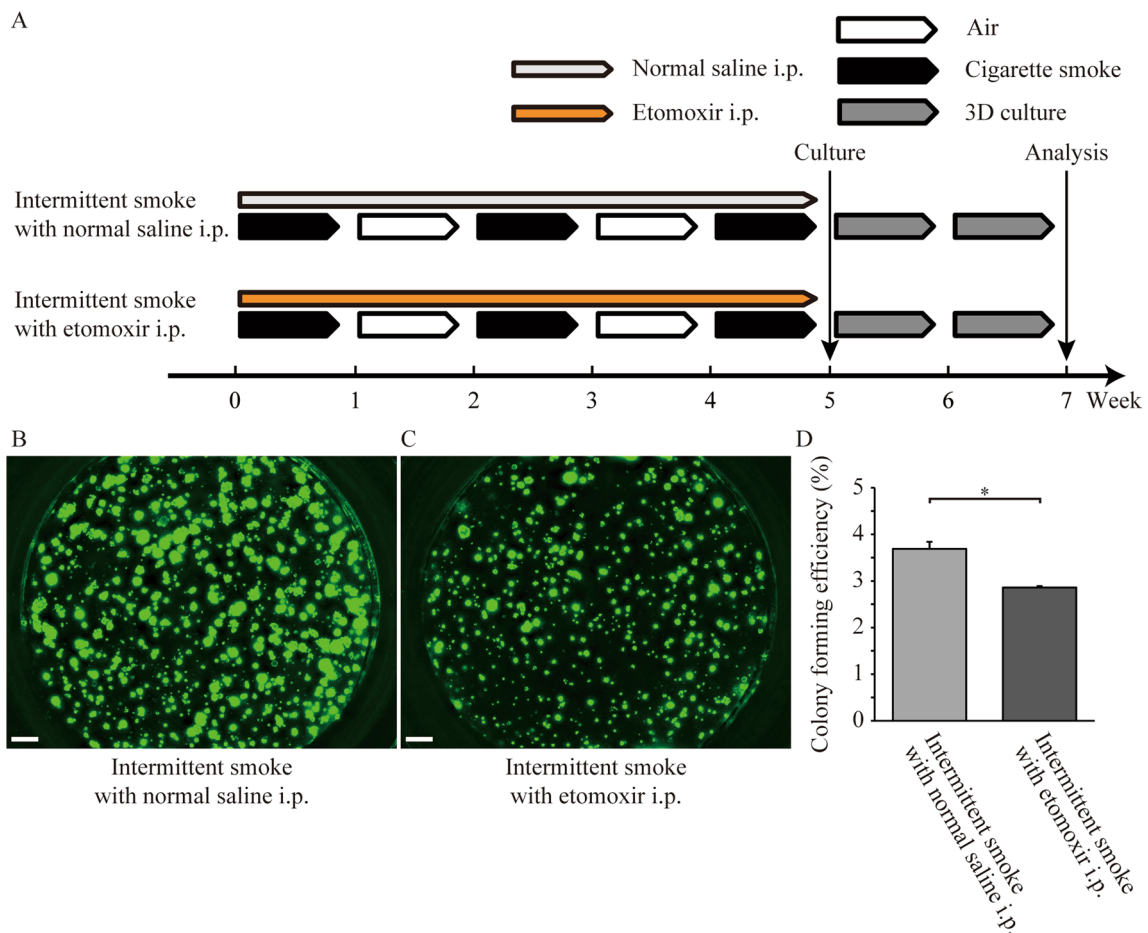 A
Air
Normal saline i.p.
Cigarette smoke
Etomoxir i.p.
3D culture
Culture
Analysis
Intermittent smoke
with normal saline i.p.
Intermittent smoke
with etomoxir i.p.
0 1 2 3 4 5 6 7 Week
B
C
D
Intermittent smoke
with normal saline i.p.
Intermittent smoke
with etomoxir i.p.
Colony forming efficiency (%)
5
4
3
2
1
0
*
Intermittent smoke
with normal saline i.p.
Intermittent smoke
with etomoxir i.p.